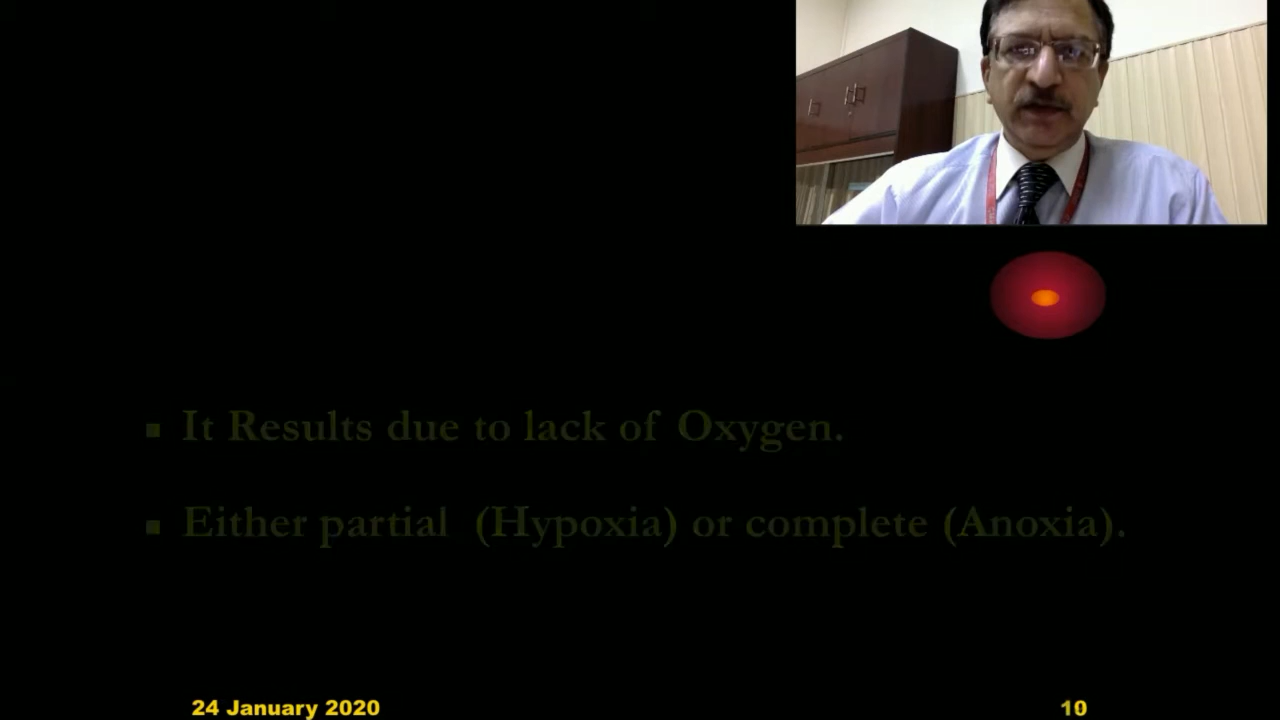 ▪ It Results due to lack of Oxygen.
▪ Either partial (Hypoxia) or complete (Anoxia).
24 January 2020
10